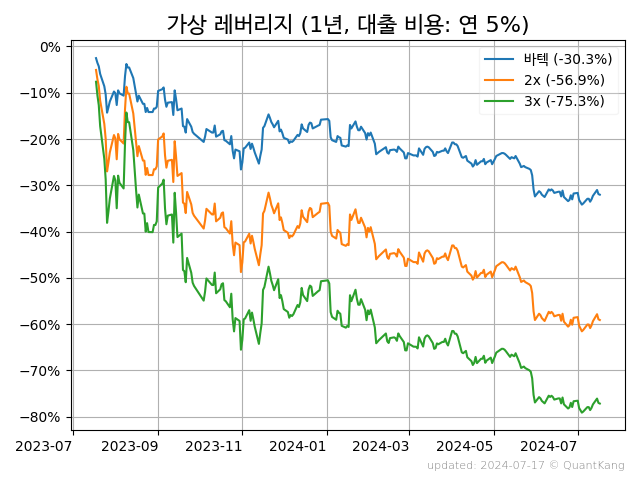 가상 레버리지 (1년, 대출 비용: 연 5%)
바텍 (-30.3%)
2x (-56.9%)
3x (-75.3%)
0%
−10%
−20%
−30%
−40%
−50%
−60%
−70%
−80%
2023-07 2023-09 2023-11 2024-01 2024-03 2024-05 2024-07
updated: 2024-07-17 © QuantKang